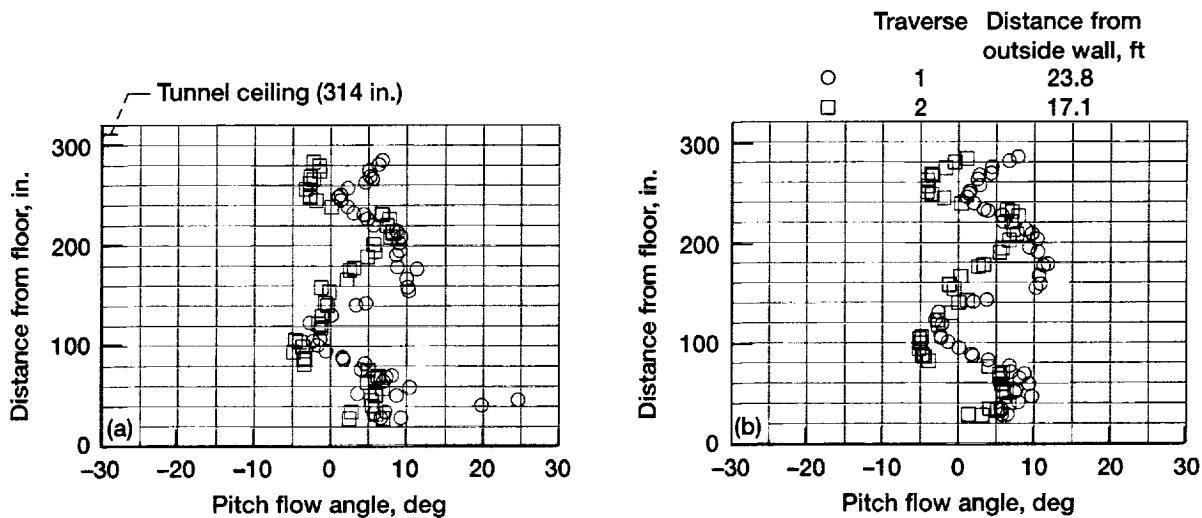 Traverse Distance from
outside wall, ft
1 23.8
2 17.1
Tunnel ceiling (314 in.)
300
200
100
0
Distance from floor, in.
(a)
−30 −20 −10 0 10 20 30
Pitch flow angle, deg
300
200
100
0
Distance from floor, in.
(b)
−30 −20 −10 0 10 20 30
Pitch flow angle, deg